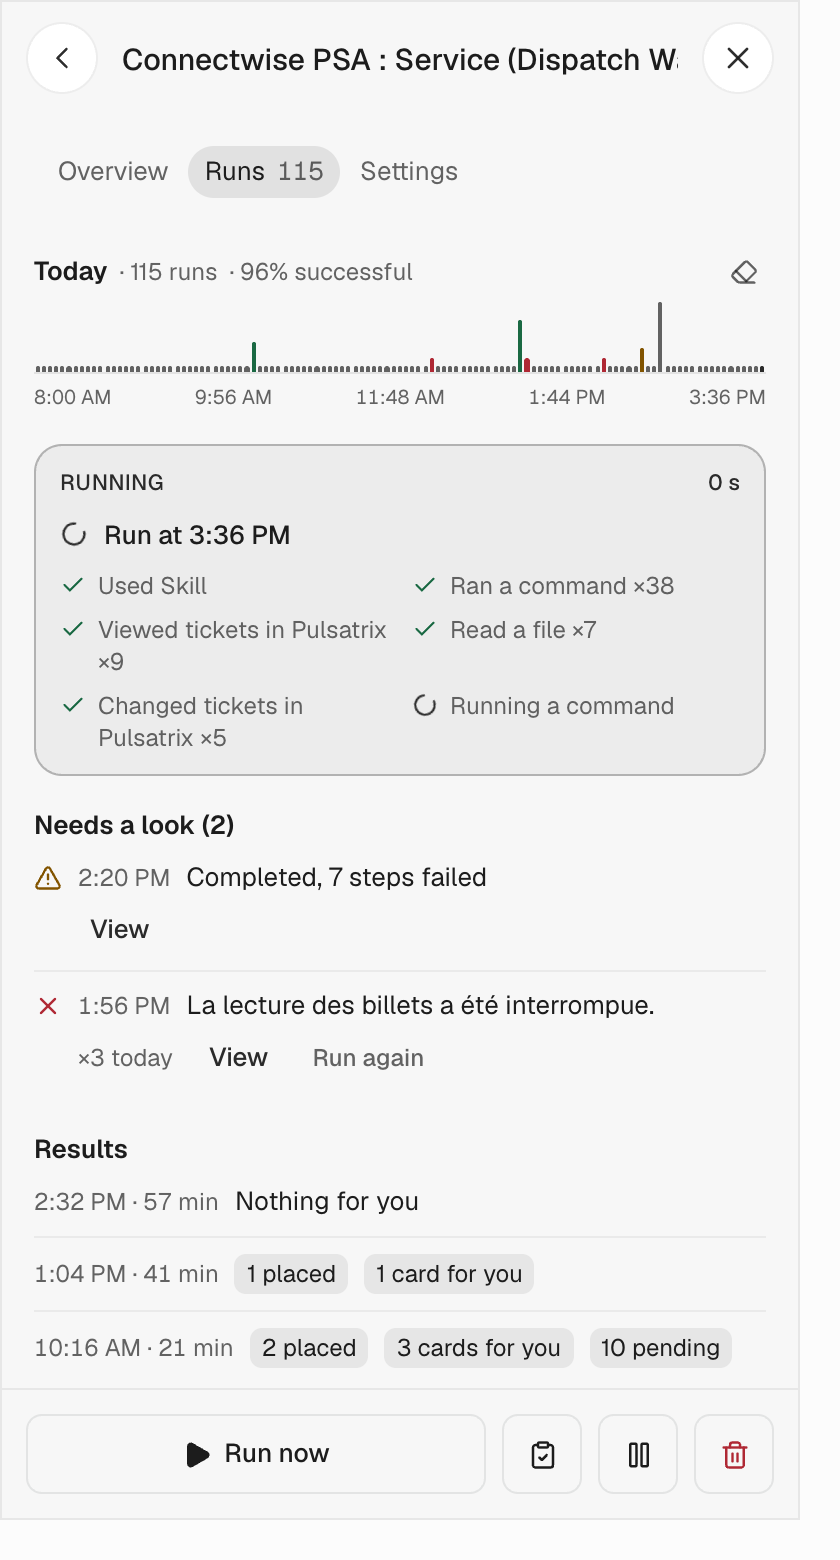 Connectwise PSA : Service (Dispatch Wa
Overview Runs 115 Settings
Today · 115 runs · 96% successful
8:00 AM 9:56 AM 11:48 AM 1:44 PM 3:36 PM
RUNNING 0 s
Run at 3:36 PM
Used Skill Ran a command ×38
Viewed tickets in Pulsatrix ×9 Read a file ×7
Changed tickets in Pulsatrix ×5 Running a command
Needs a look (2)
2:20 PM Completed, 7 steps failed
View
1:56 PM La lecture des billets a été interrompue.
×3 today View Run again
Results
2:32 PM · 57 min Nothing for you
1:04 PM · 41 min 1 placed 1 card for you
10:16 AM · 21 min 2 placed 3 cards for you 10 pending
Run now